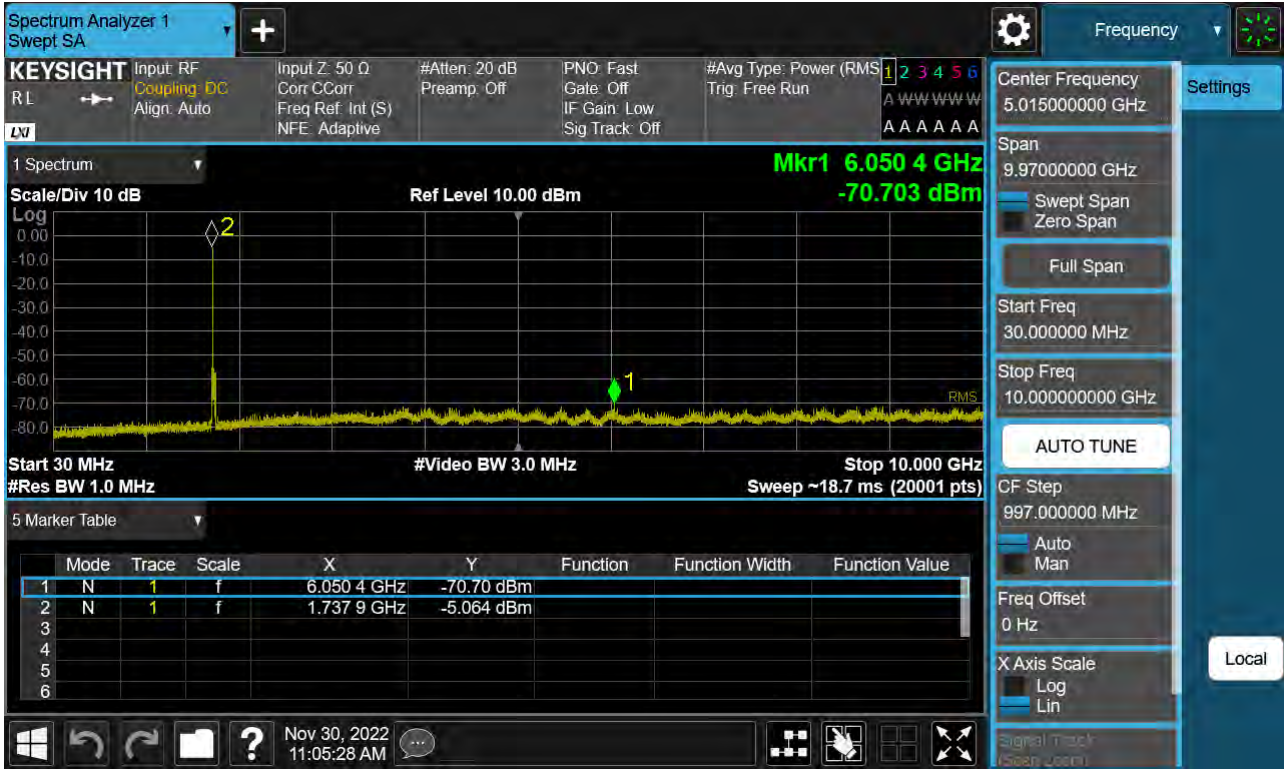 Spectrum Analyzer 1
Swept SA
Frequency
KEYSIGHT
RL
LXI
Input: RF
Coupling: DC
Align: Auto
Input Z: 50 Ω
Corr CCorr
Freq Ref: Int (S)
NFE: Adaptive
#Atten: 20 dB
Preamp: Off
PNO: Fast
Gate: Off
IF Gain: Low
Sig Track: Off
#Avg Type: Power (RMS
Trig: Free Run
1 2 3 4 5 6
A W W W W W
A A A A A A
Center Frequency
5.015000000 GHz
Settings
Span
9.97000000 GHz
Swept Span
Zero Span
Full Span
Start Freq
30.000000 MHz
Stop Freq
10.000000000 GHz
AUTO TUNE
CF Step
997.000000 MHz
Auto
Man
Freq Offset
0 Hz
X Axis Scale
Log
Lin
Signal Track
(Span Zoom)
Local
1 Spectrum
Mkr1 6.050 4 GHz
-70.703 dBm
Scale/Div 10 dB
Ref Level 10.00 dBm
Log
0.00
-10.0
-20.0
-30.0
-40.0
-50.0
-60.0
-70.0
-80.0
2
1
RMS
Start 30 MHz
#Video BW 3.0 MHz
Stop 10.000 GHz
#Res BW 1.0 MHz
Sweep ~18.7 ms (20001 pts)
5 Marker Table
Mode Trace Scale X Y Function Function Width Function Value
1 N 1 f 6.050 4 GHz -70.70 dBm
2 N 1 f 1.737 9 GHz -5.064 dBm
3
4
5
6
Nov 30, 2022
11:05:28 AM